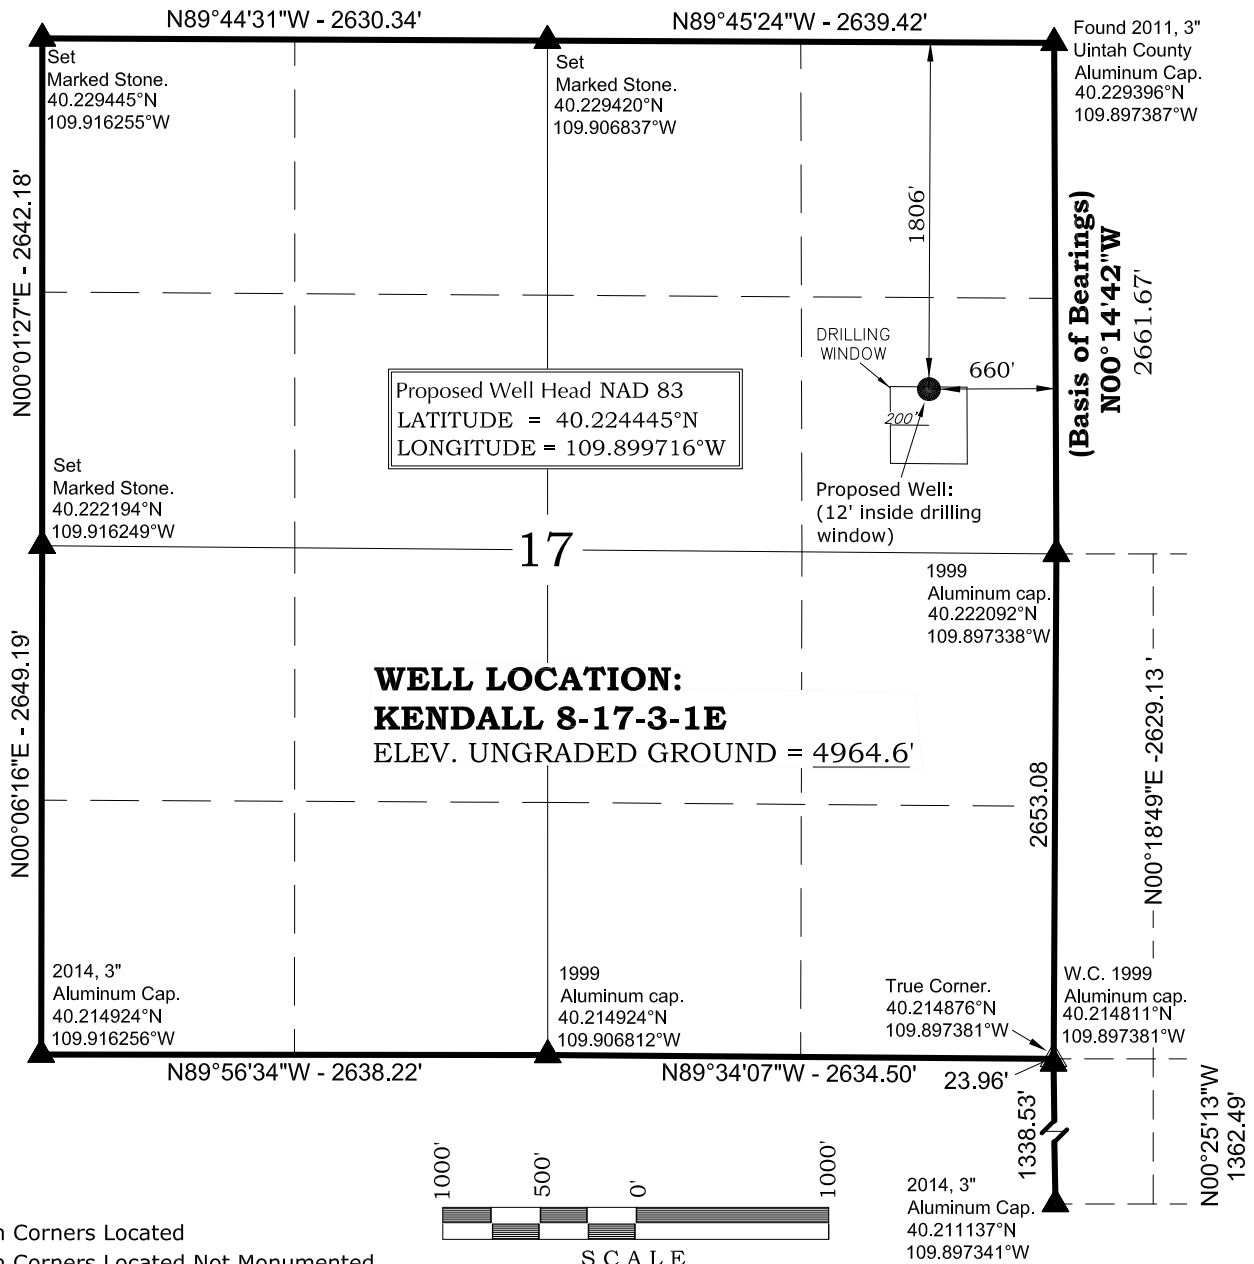 N89°44'31"W - 2630.34'
N89°45'24"W - 2639.42'
Set
Marked Stone.
40.229445°N
109.916255°W
Set
Marked Stone.
40.229420°N
109.906837°W
Found 2011, 3"
Uintah County
Aluminum Cap.
40.229396°N
109.897387°W
N00°01'27"E - 2642.18'
1806'
(Basis of Bearings)
N00°14'42"W
2661.67'
DRILLING
WINDOW
660'
200'
Proposed Well Head NAD 83
LATITUDE = 40.224445°N
LONGITUDE = 109.899716°W
Proposed Well:
(12' inside drilling
window)
Set
Marked Stone.
40.222194°N
109.916249°W
17
1999
Aluminum cap.
40.222092°N
109.897338°W
WELL LOCATION:
KENDALL 8-17-3-1E
ELEV. UNGRADED GROUND = 4964.6'
N00°06'16"E - 2649.19'
2653.08
N00°18'49"E -2629.13'
2014, 3"
Aluminum Cap.
40.214924°N
109.916256°W
1999
Aluminum cap.
40.214924°N
109.906812°W
True Corner.
40.214876°N
109.897381°W
W.C. 1999
Aluminum cap.
40.214811°N
109.897381°W
N89°56'34"W - 2638.22'
N89°34'07"W - 2634.50'
23.96'
1338.53'
N00°25'13"W
1362.49'
2014, 3"
Aluminum Cap.
40.211137°N
109.897341°W
1000'
500'
0'
1000'
SCALE
Corners Located
Corners Located Not Monumented